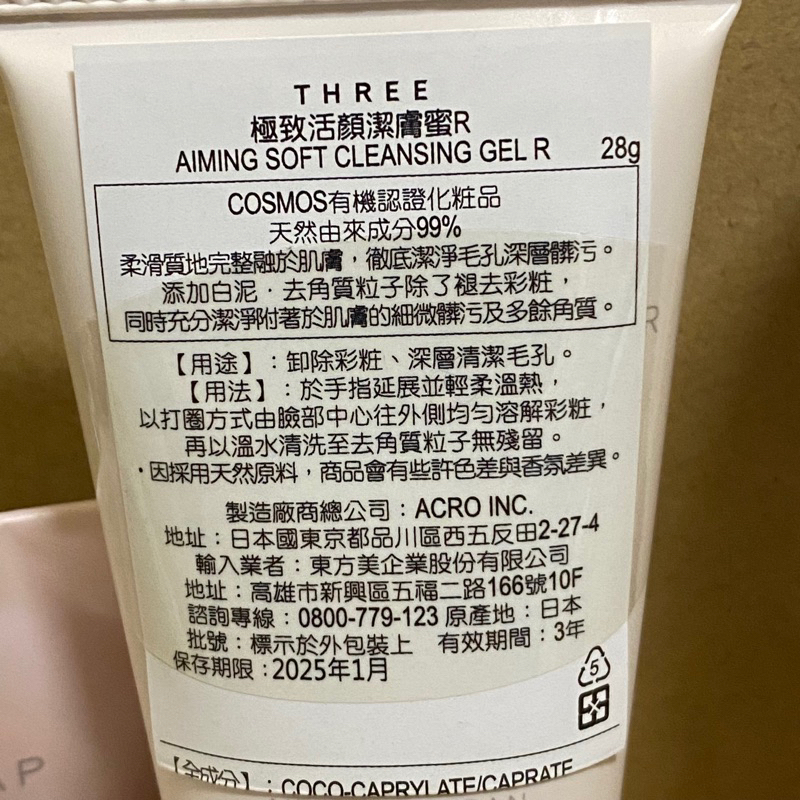 THREE
極致活顏潔膚蜜R
AIMING SOFT CLEANSING GEL R 28g
COSMOS有機認證化粧品
天然由來成分99%
柔滑質地完整融於肌膚，徹底潔淨毛孔深層髒污。
添加白泥．去角質粒子除了褪去彩粧，
同時充分潔淨附著於肌膚的細微髒污及多餘角質。
R
【用途】：卸除彩粧、深層清潔毛孔。
【用法】：於手指延展並輕柔溫熱，
以打圈方式由臉部中心往外側均勻溶解彩粧，
再以溫水清洗至去角質粒子無殘留。
・因採用天然原料，商品會有些許色差與香氛差異。
製造廠商總公司：ACRO INC.
地址：日本國東京都品川區西五反田2-27-4
輸入業者：東方美企業股份有限公司
地址：高雄市新興區五福二路166號10F
諮詢專線：0800-779-123 原產地：日本
批號：標示於外包裝上 有效期間：3年
保存期限：2025年1月
5
【全成分】：COCO-CAPRYLATE/CAPRATE
AP